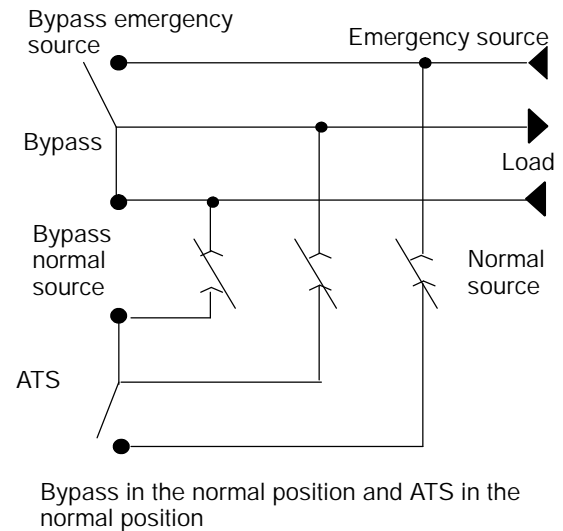 Bypass emergency
source
Emergency source
Bypass
Load
Bypass
normal
source
Normal
source
ATS
Bypass in the normal position and ATS in the
normal position